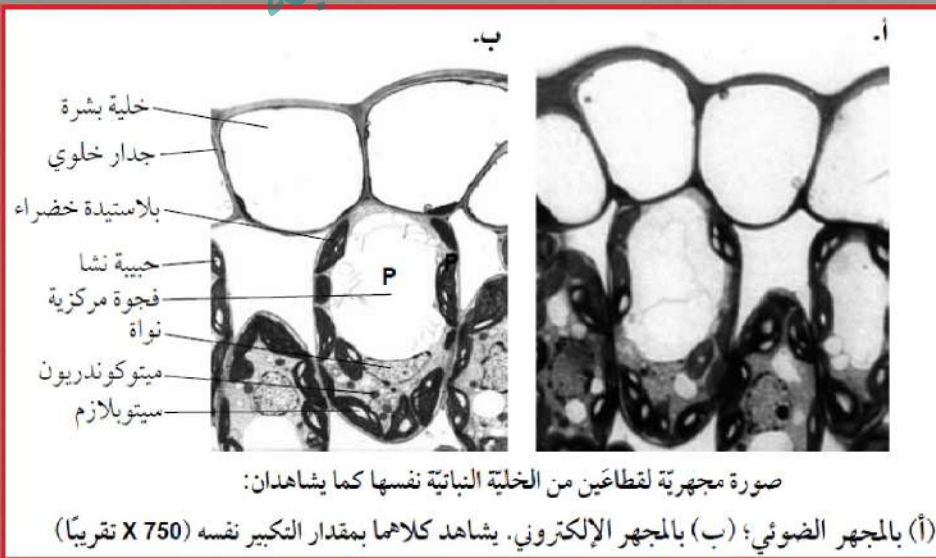 أ.
ب.
خلية بشرة
جدار خلوي
بلاستيدة خضراء
حبيبة نشا
فجوة مركزية
نواة
ميتوكوندريون
سيتوبلازم
P
P
صورة مجهريّة لقطاعَين من الخليّة النباتيّة نفسها كما يشاهدان:
(أ) بالمجهر الضوئي؛ (ب) بالمجهر الإلكتروني. يشاهد كلاهما بمقدار التكبير نفسه (750 X تقريبًا)